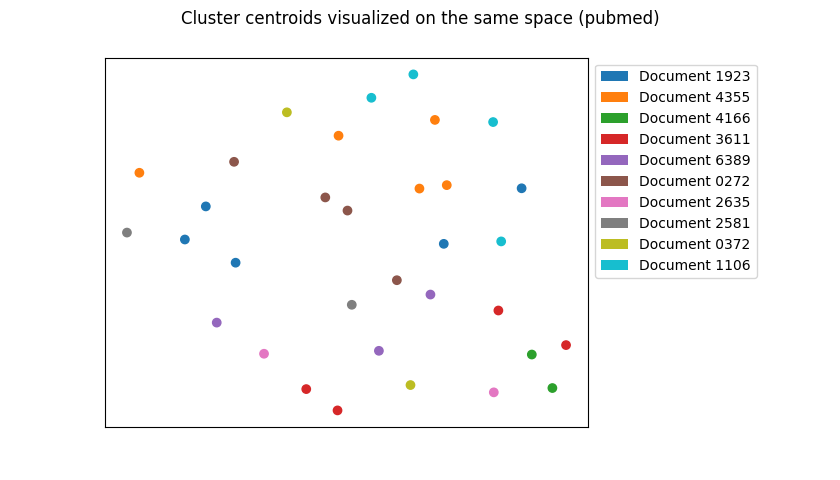 Cluster centroids visualized on the same space (pubmed)
Document 1923
Document 4355
Document 4166
Document 3611
Document 6389
Document 0272
Document 2635
Document 2581
Document 0372
Document 1106